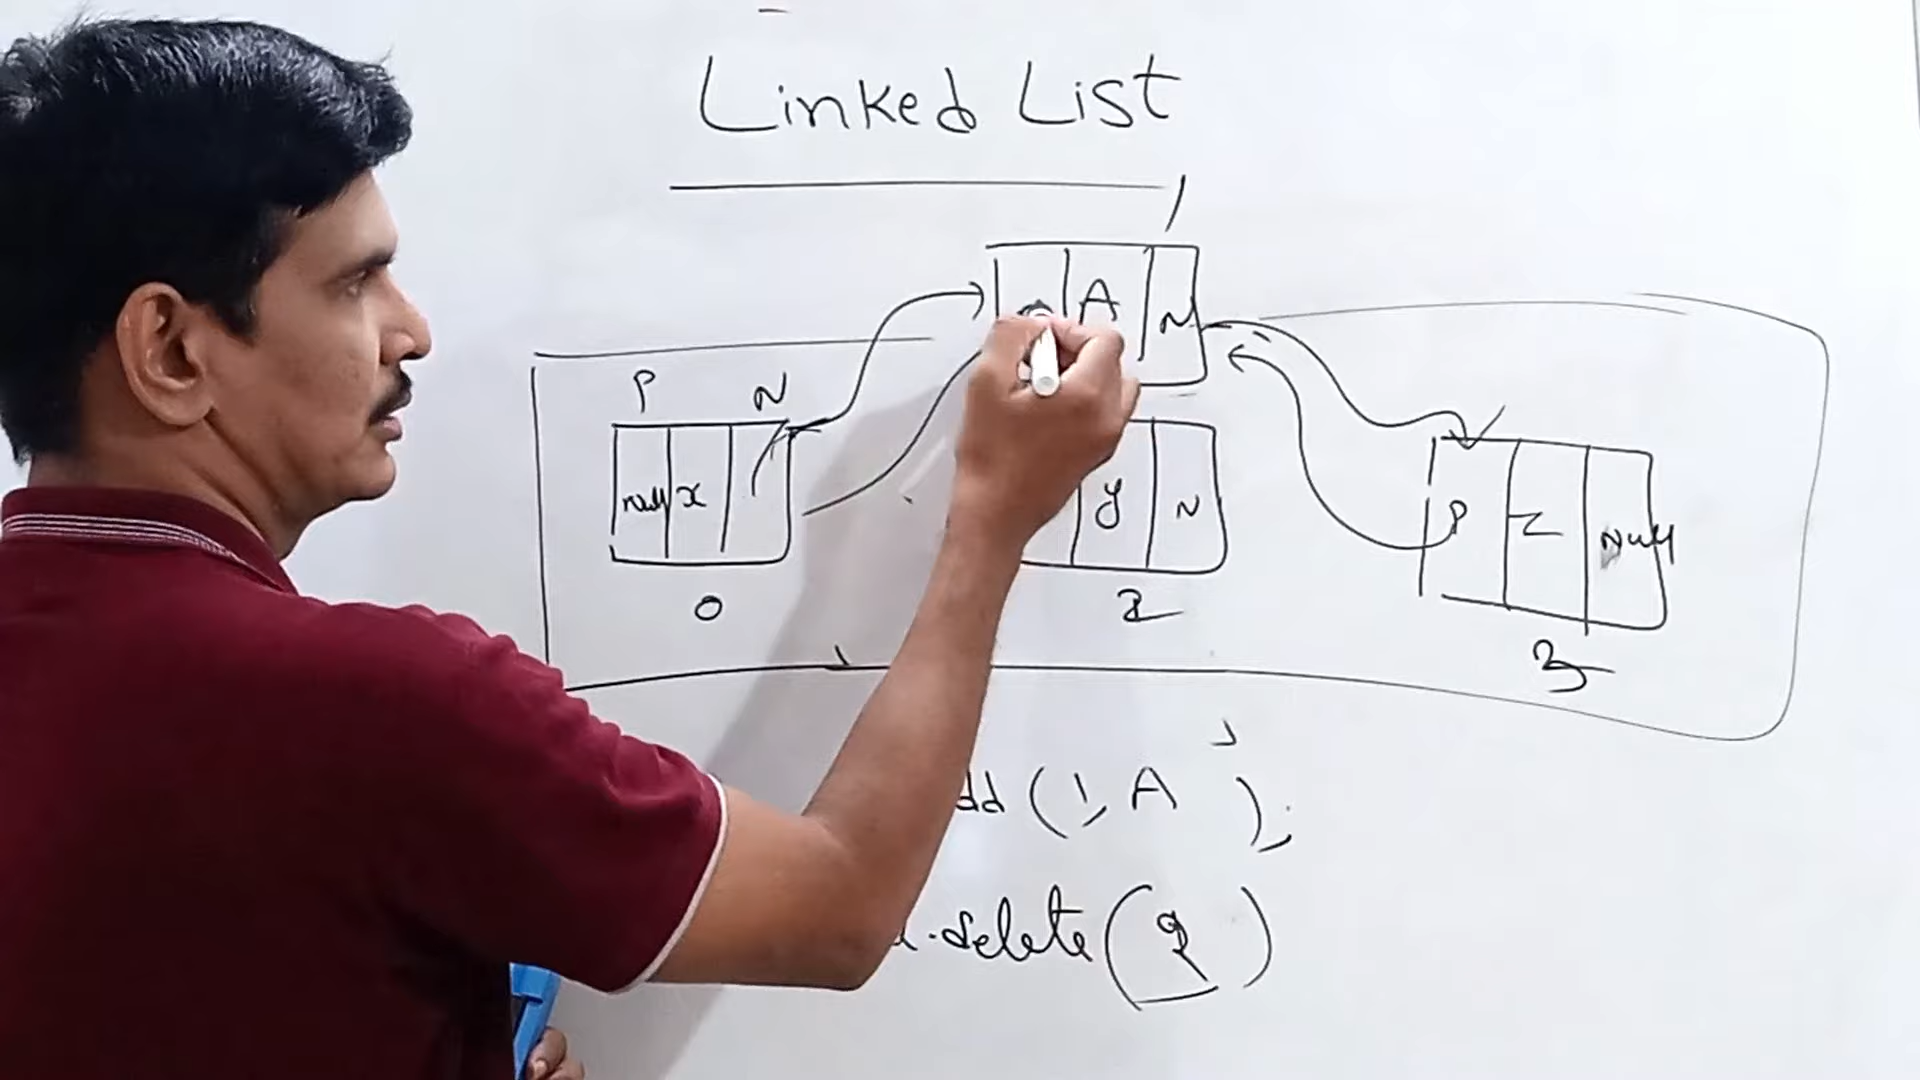 Linked List
A N
P N
null x
y N
P Z Null
0
2
3
dd (1, A );
.delete(2)